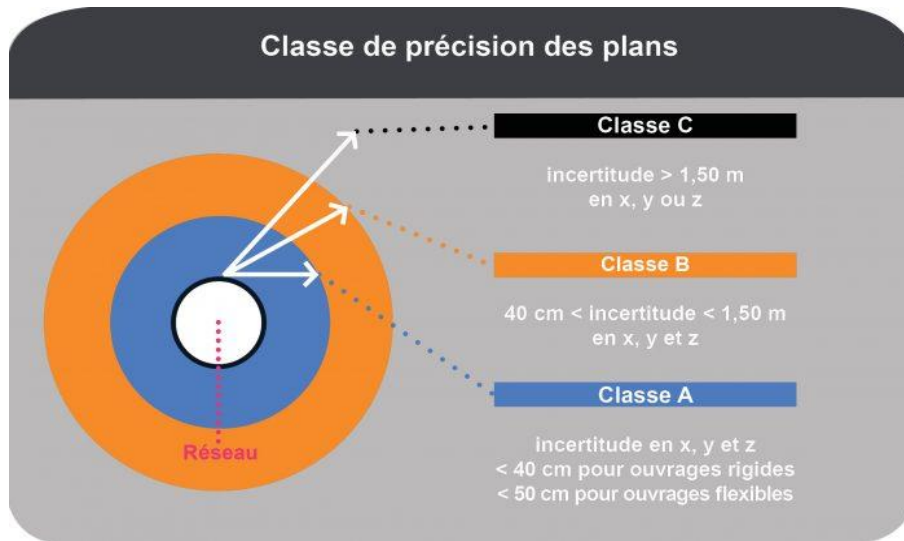 Classe de précision des plans
Classe C
incertitude > 1,50 m
en x, y ou z
Classe B
40 cm < incertitude < 1,50 m
en x, y et z
Classe A
incertitude en x, y et z
< 40 cm pour ouvrages rigides
< 50 cm pour ouvrages flexibles
Réseau